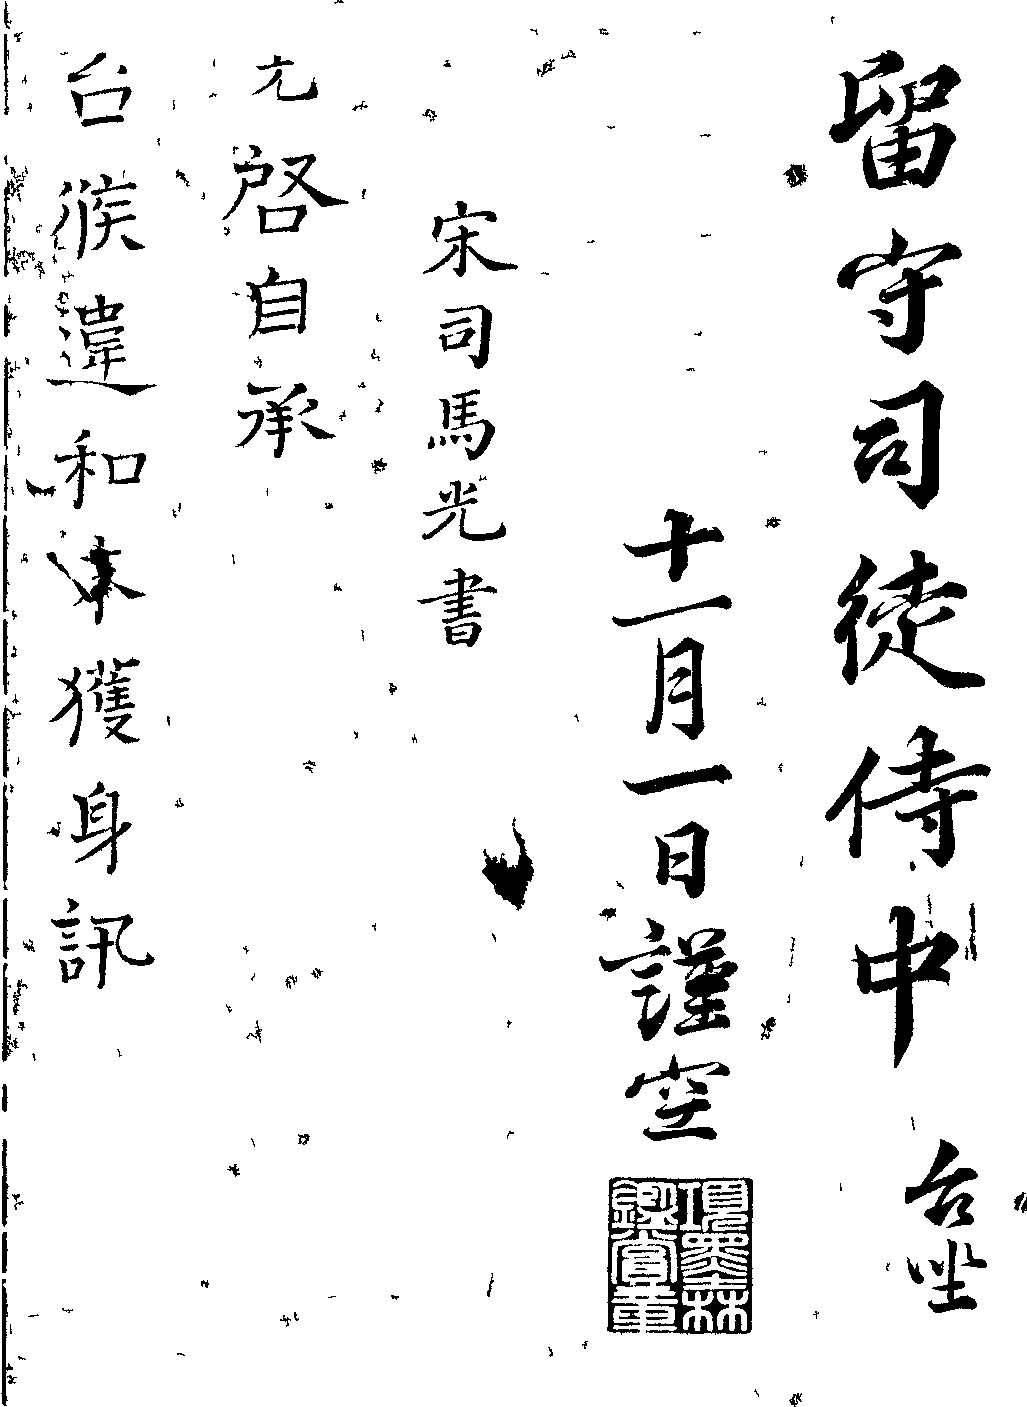 留守司徒侍中 台坐
十一月一日謹空
項墨林
鑑賞章
宋司馬光書
光啓自承
台候違和未獲身訊